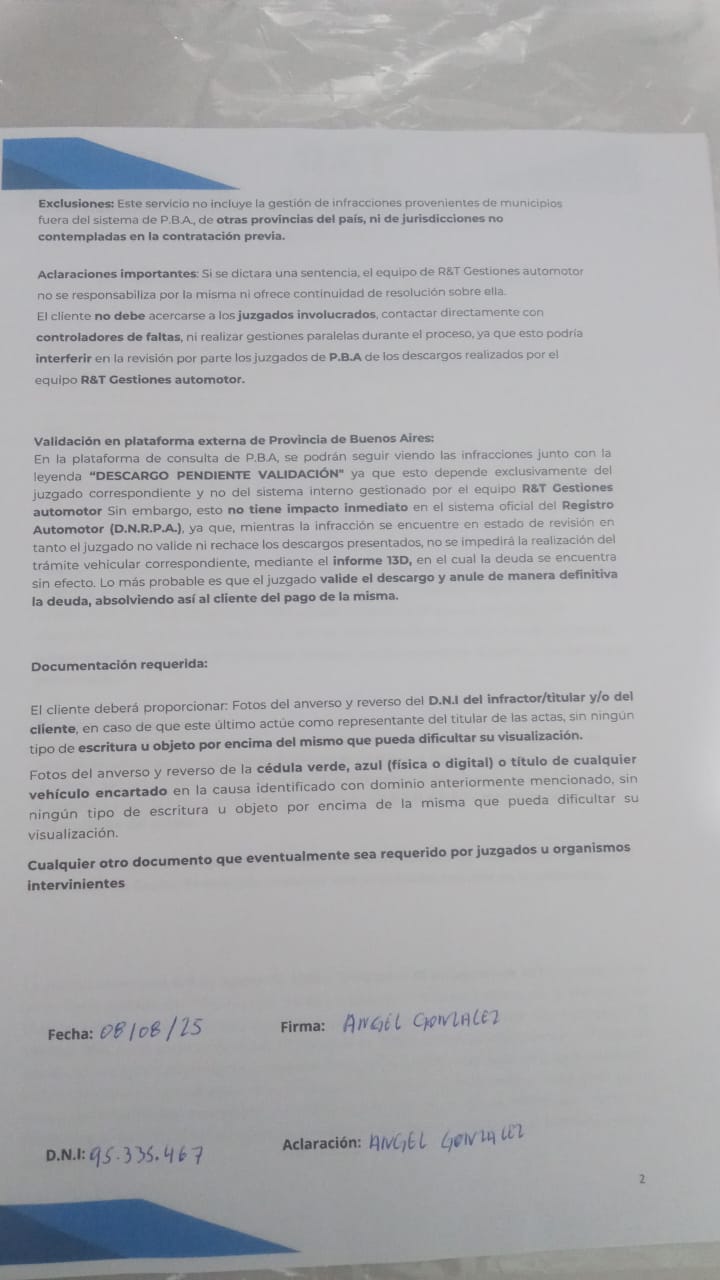 Exclusiones: Este servicio no incluye la gestión de infracciones provenientes de municipios
fuera del sistema de P.B.A., de otras provincias del país, ni de jurisdicciones no
contempladas en la contratación previa.
Aclaraciones importantes: Si se dictara una sentencia, el equipo de R&T Gestiones automotor
no se responsabiliza por la misma ni ofrece continuidad de resolución sobre ella.
El cliente no debe acercarse a los juzgados involucrados, contactar directamente con
controladores de faltas, ni realizar gestiones paralelas durante el proceso, ya que esto podría
interferir en la revisión por parte los juzgados de P.B.A de los descargos realizados por el
equipo R&T Gestiones automotor.
Validación en plataforma externa de Provincia de Buenos Aires:
En la plataforma de consulta de P.B.A, se podrán seguir viendo las infracciones junto con la
leyenda “DESCARGO PENDIENTE VALIDACIÓN” ya que esto depende exclusivamente del
juzgado correspondiente y no del sistema interno gestionado por el equipo R&T Gestiones
automotor Sin embargo, esto no tiene impacto inmediato en el sistema oficial del Registro
Automotor (D.N.R.P.A.), ya que, mientras la infracción se encuentre en estado de revisión en
tanto el juzgado no valide ni rechace los descargos presentados, no se impedirá la realización del
trámite vehicular correspondiente, mediante el informe 13D, en el cual la deuda se encuentra
sin efecto. Lo más probable es que el juzgado valide el descargo y anule de manera definitiva
la deuda, absolviendo así al cliente del pago de la misma.
Documentación requerida:
El cliente deberá proporcionar: Fotos del anverso y reverso del D.N.I del infractor/titular y/o del
cliente, en caso de que este último actúe como representante del titular de las actas, sin ningún
tipo de escritura u objeto por encima del mismo que pueda dificultar su visualización.
Fotos del anverso y reverso de la cédula verde, azul (física o digital) o título de cualquier
vehículo encartado en la causa identificado con dominio anteriormente mencionado, sin
ningún tipo de escritura u objeto por encima de la misma que pueda dificultar su
visualización.
Cualquier otro documento que eventualmente sea requerido por juzgados u organismos
intervinientes
Fecha: 08/08/25 Firma: ANGEL GONZALEZ
D.N.I: 95.335.467 Aclaración: ANGEL GONZALEZ
2